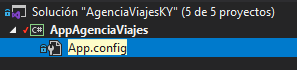 Solución "AgenciaViajesKY" (5 de 5 proyectos)
C# AppAgenciaViajes
App.config